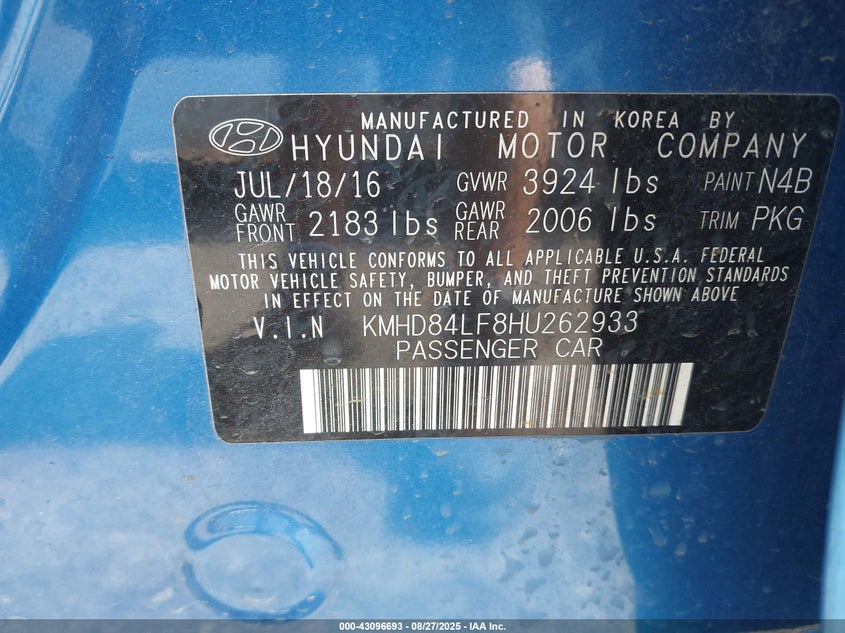 MANUFACTURED IN KOREA BY
HYUNDAI MOTOR COMPANY
JUL/18/16 GVWR 3924 lbs PAINT N4B
GAWR FRONT 2183 lbs GAWR REAR 2006 lbs TRIM PKG
THIS VEHICLE CONFORMS TO ALL APPLICABLE U.S.A. FEDERAL
MOTOR VEHICLE SAFETY, BUMPER, AND THEFT PREVENTION STANDARDS
IN EFFECT ON THE DATE OF MANUFACTURE SHOWN ABOVE
V.I.N KMHD84LF8HU262933
PASSENGER CAR
000-43096693 - 08/27/2025 - IAA Inc.